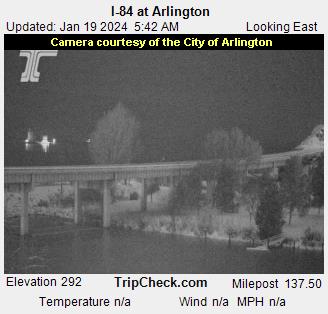 I-84 at Arlington
Updated: Jan 19 2024 5:42 AM Looking East
Camera courtesy of the City of Arlington
Elevation 292 TripCheck.com Milepost 137.50
Temperature n/a Wind n/a MPH n/a